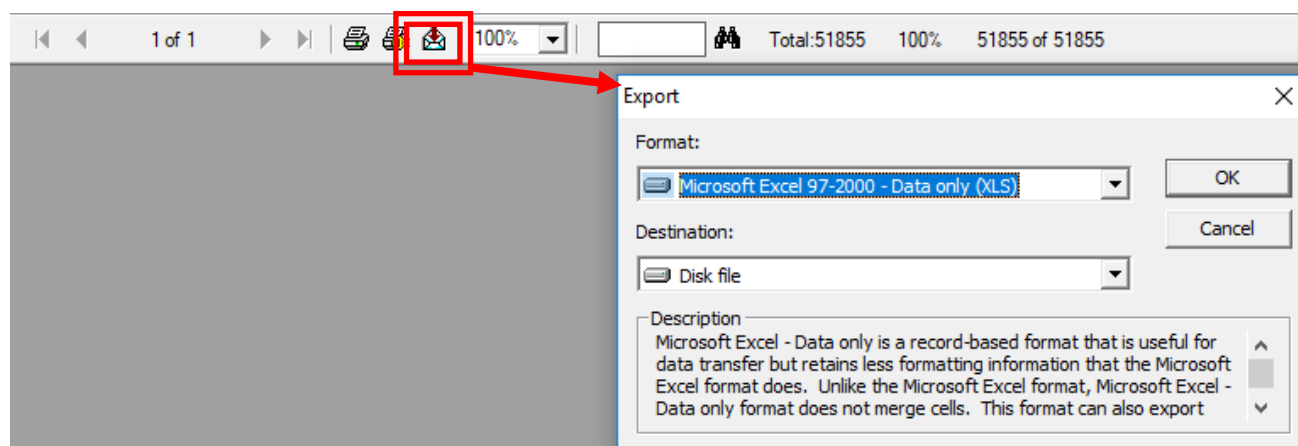 1 of 1 100% Total:51855 100% 51855 of 51855
Export
Format:
Microsoft Excel 97-2000 - Data only (XLS)
OK
Destination:
Cancel
Disk file
Description
Microsoft Excel - Data only is a record-based format that is useful for
data transfer but retains less formatting information that the Microsoft
Excel format does. Unlike the Microsoft Excel format, Microsoft Excel -
Data only format does not merge cells. This format can also export